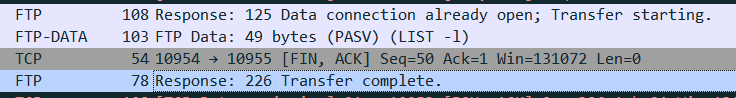 FTP 108 Response: 125 Data connection already open; Transfer starting.
FTP-DATA 103 FTP Data: 49 bytes (PASV) (LIST -l)
TCP 54 10954 → 10955 [FIN, ACK] Seq=50 Ack=1 Win=131072 Len=0
FTP 78 Response: 226 Transfer complete.